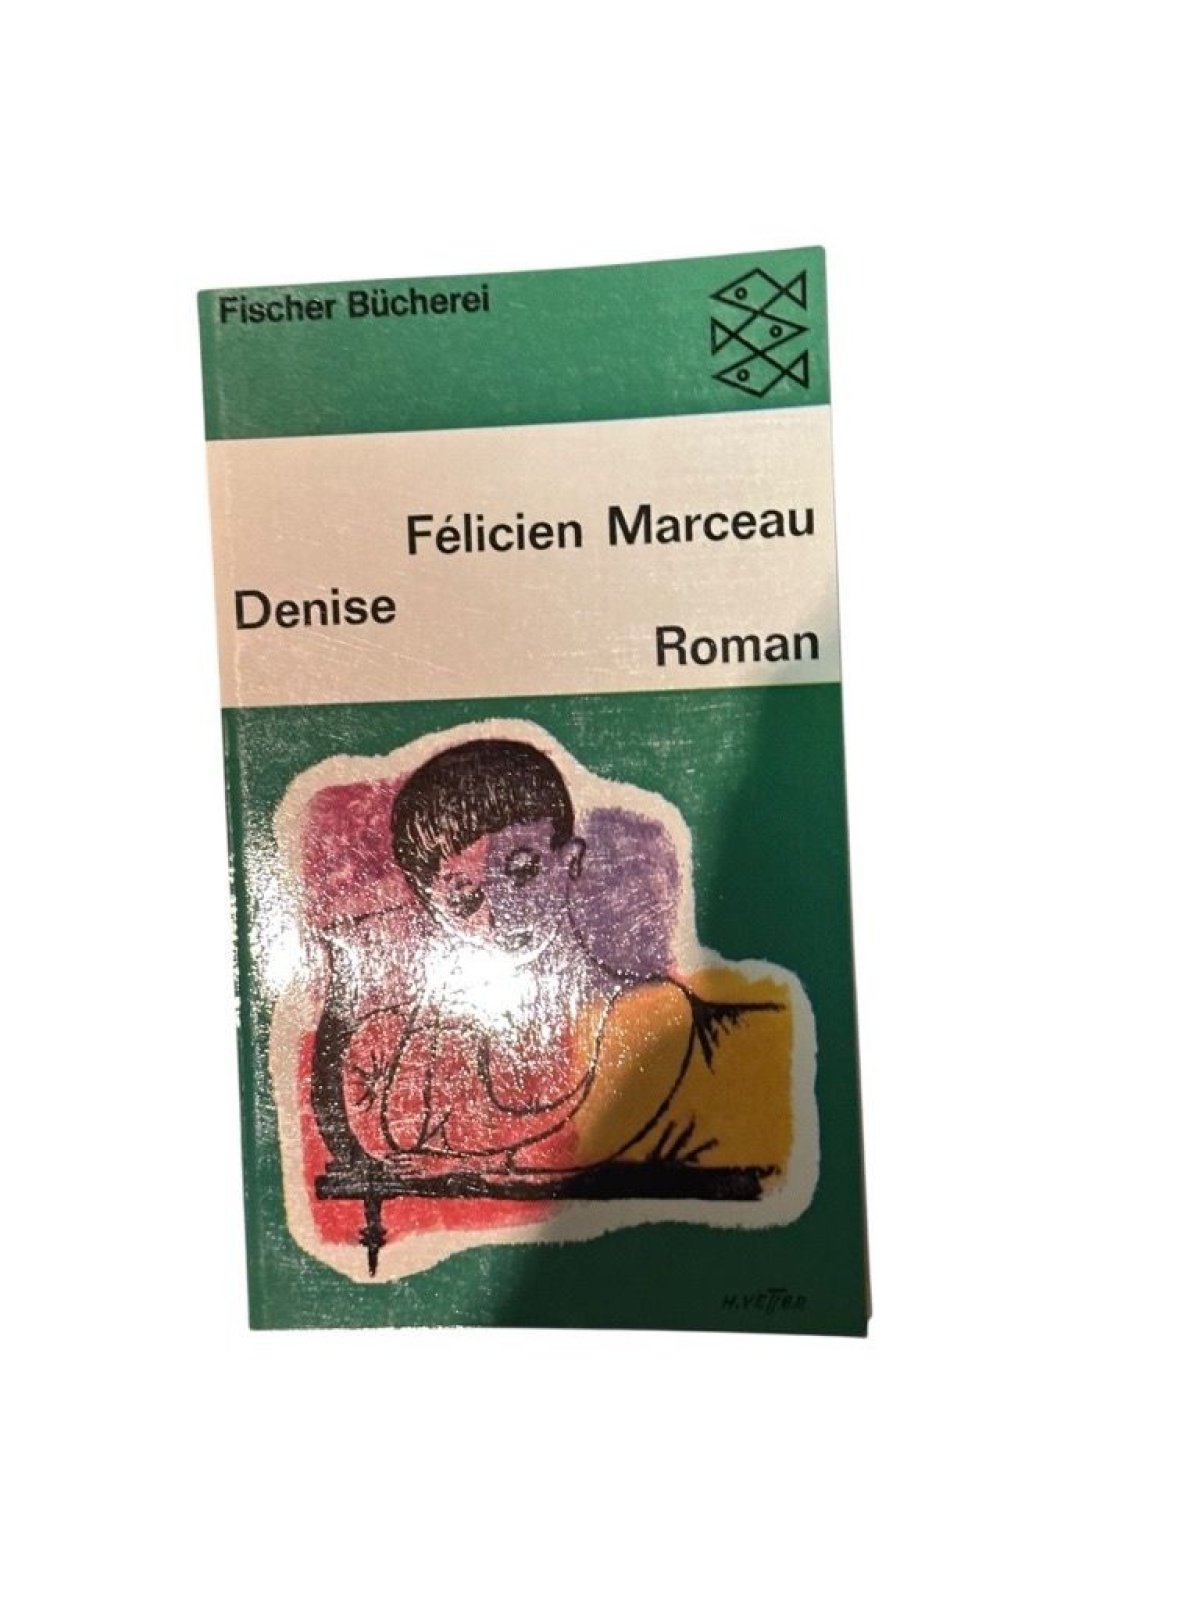 Fischer Bücherei
Félicien Marceau
Denise
Roman
H. VETTER